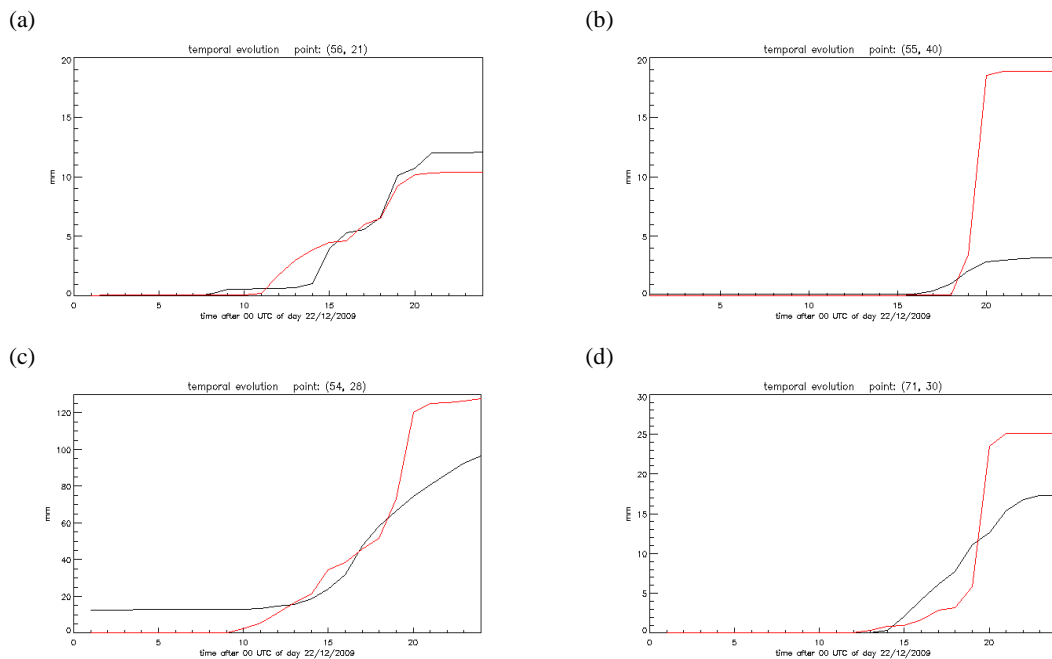 (a)
temporal evolution point: (56, 21)
20
15
10
5
0
mm
0 5 10 15 20
time after 00 UTC of day 22/12/2009
(b)
temporal evolution point: (55, 40)
20
15
10
5
0
mm
5 10 15 20
time after 00 UTC of day 22/12/2009
(c)
temporal evolution point: (54, 28)
120
100
80
60
40
20
0
mm
0 5 10 15 20
time after 00 UTC of day 22/12/2009
(d)
temporal evolution point: (71, 30)
30
25
20
15
10
5
0
mm
0 5 10 15 20
time after 00 UTC of day 22/12/2009